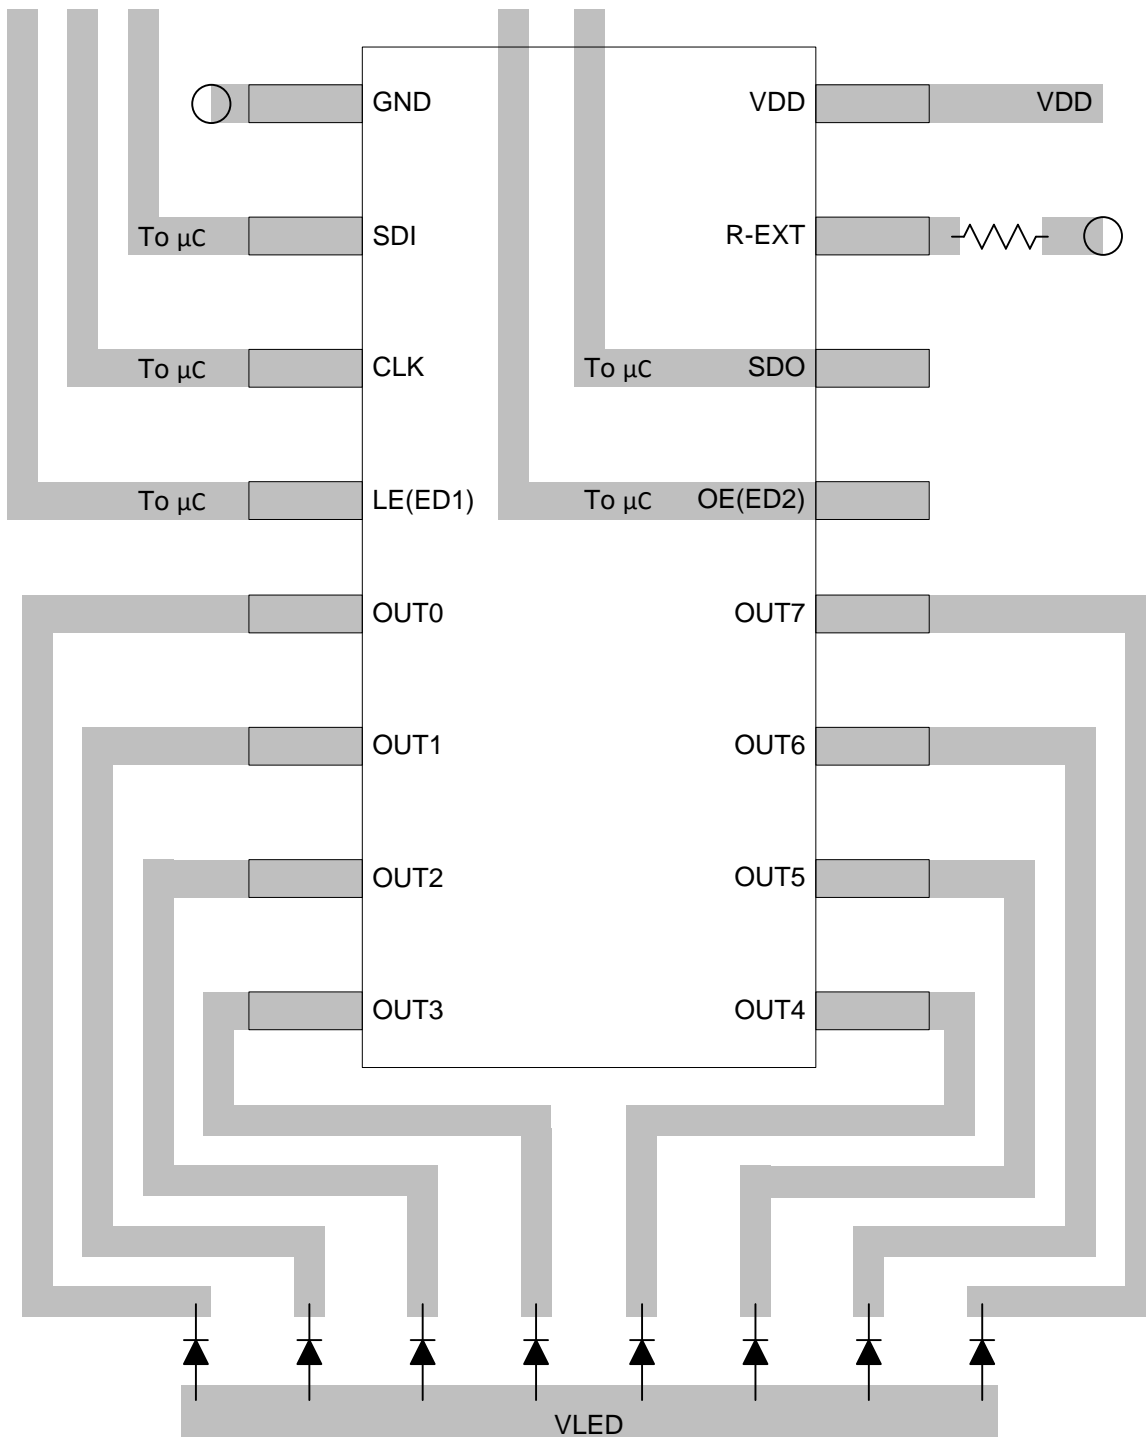 GND VDD VDD
To μC SDI R-EXT
To μC CLK To μC SDO
To μC LE(ED1) To μC OE(ED2)
OUT0 OUT7
OUT1 OUT6
OUT2 OUT5
OUT3 OUT4
VLED